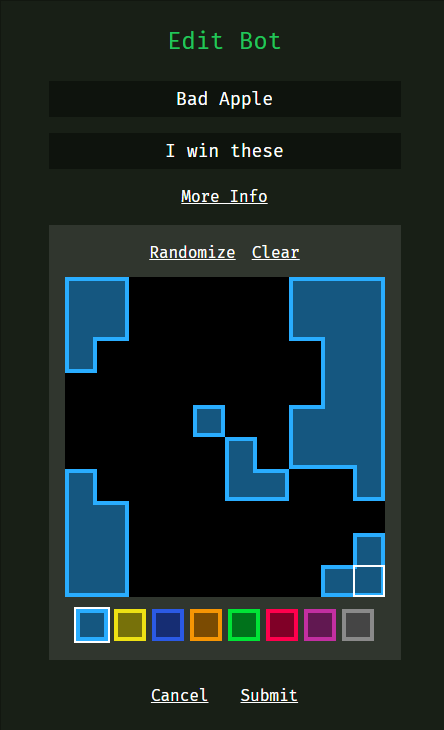 Edit Bot
Bad Apple
I win these
More Info
Randomize Clear
Cancel Submit